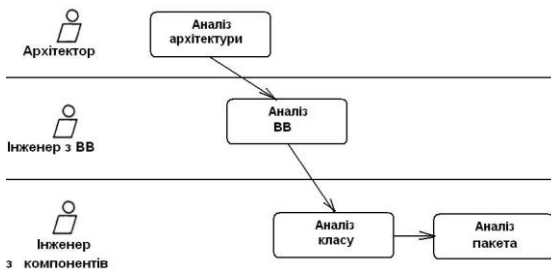 Аналіз
архітектури
Архітектор
Аналіз
ВВ
Інженер з ВВ
Аналіз
класу
Аналіз
пакета
Інженер
з компонентів